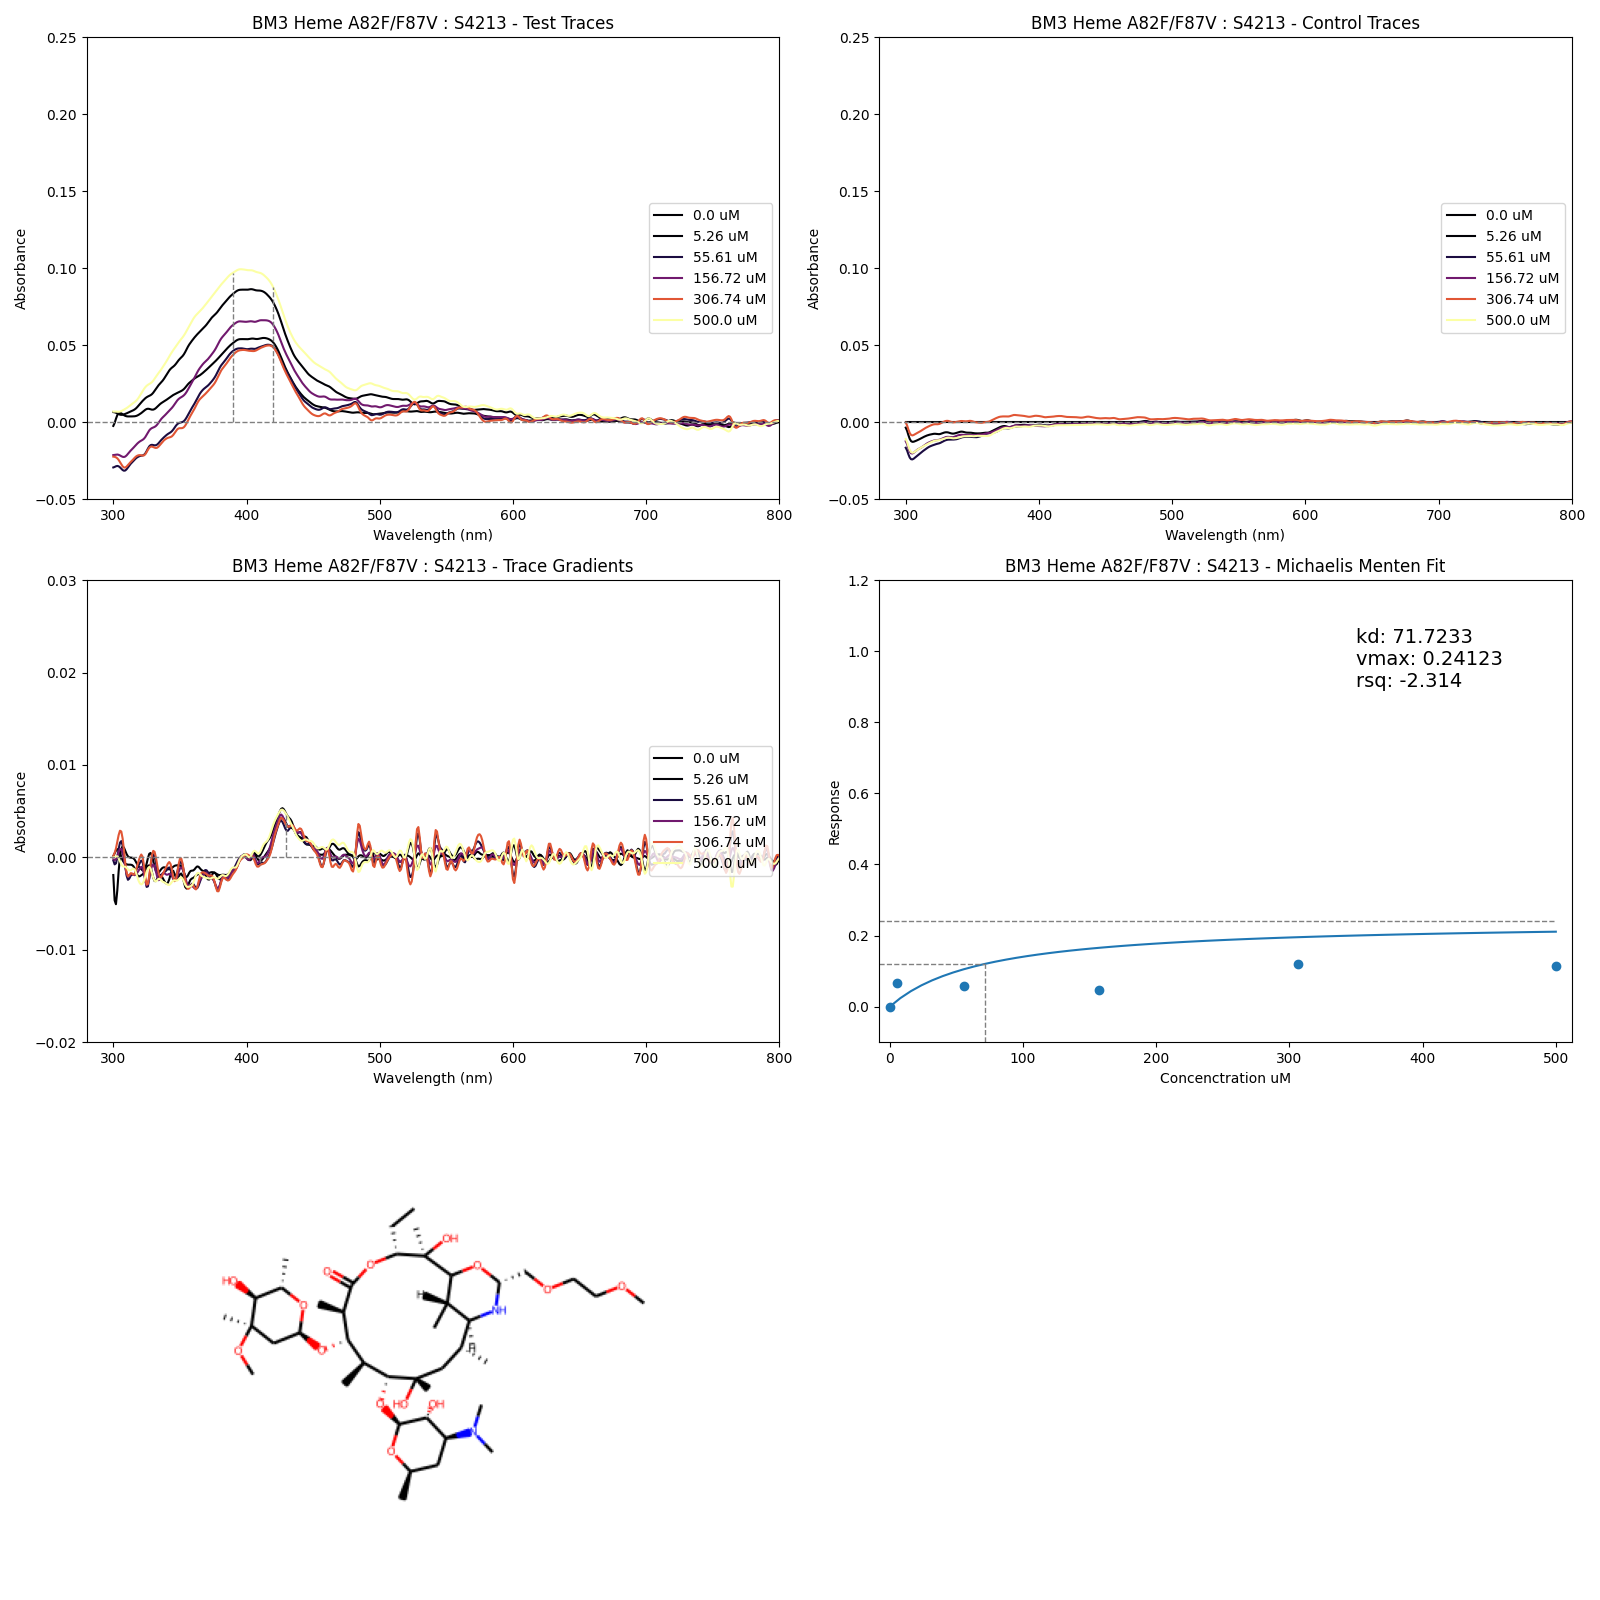 BM3 Heme A82F/F87V : S4213 - Test Traces
0.25
0.20
0.15
0.10
0.05
0.00
−0.05
Absorbance
300 400 500 600 700 800
Wavelength (nm)
0.0 uM
5.26 uM
55.61 uM
156.72 uM
306.74 uM
500.0 uM
BM3 Heme A82F/F87V : S4213 - Control Traces
0.25
0.20
0.15
0.10
0.05
0.00
−0.05
Absorbance
300 400 500 600 700 800
Wavelength (nm)
0.0 uM
5.26 uM
55.61 uM
156.72 uM
306.74 uM
500.0 uM
BM3 Heme A82F/F87V : S4213 - Trace Gradients
0.03
0.02
0.01
0.00
−0.01
−0.02
Absorbance
300 400 500 600 700 800
Wavelength (nm)
0.0 uM
5.26 uM
55.61 uM
156.72 uM
306.74 uM
500.0 uM
BM3 Heme A82F/F87V : S4213 - Michaelis Menten Fit
1.2
1.0
0.8
0.6
0.4
0.2
0.0
Response
0 100 200 300 400 500
Concenctration uM
kd: 71.7233
vmax: 0.24123
rsq: -2.314
OH
O
O
O
HO
H
O
O
O
NH
O
O
O
H
O
HO
OH
N
O